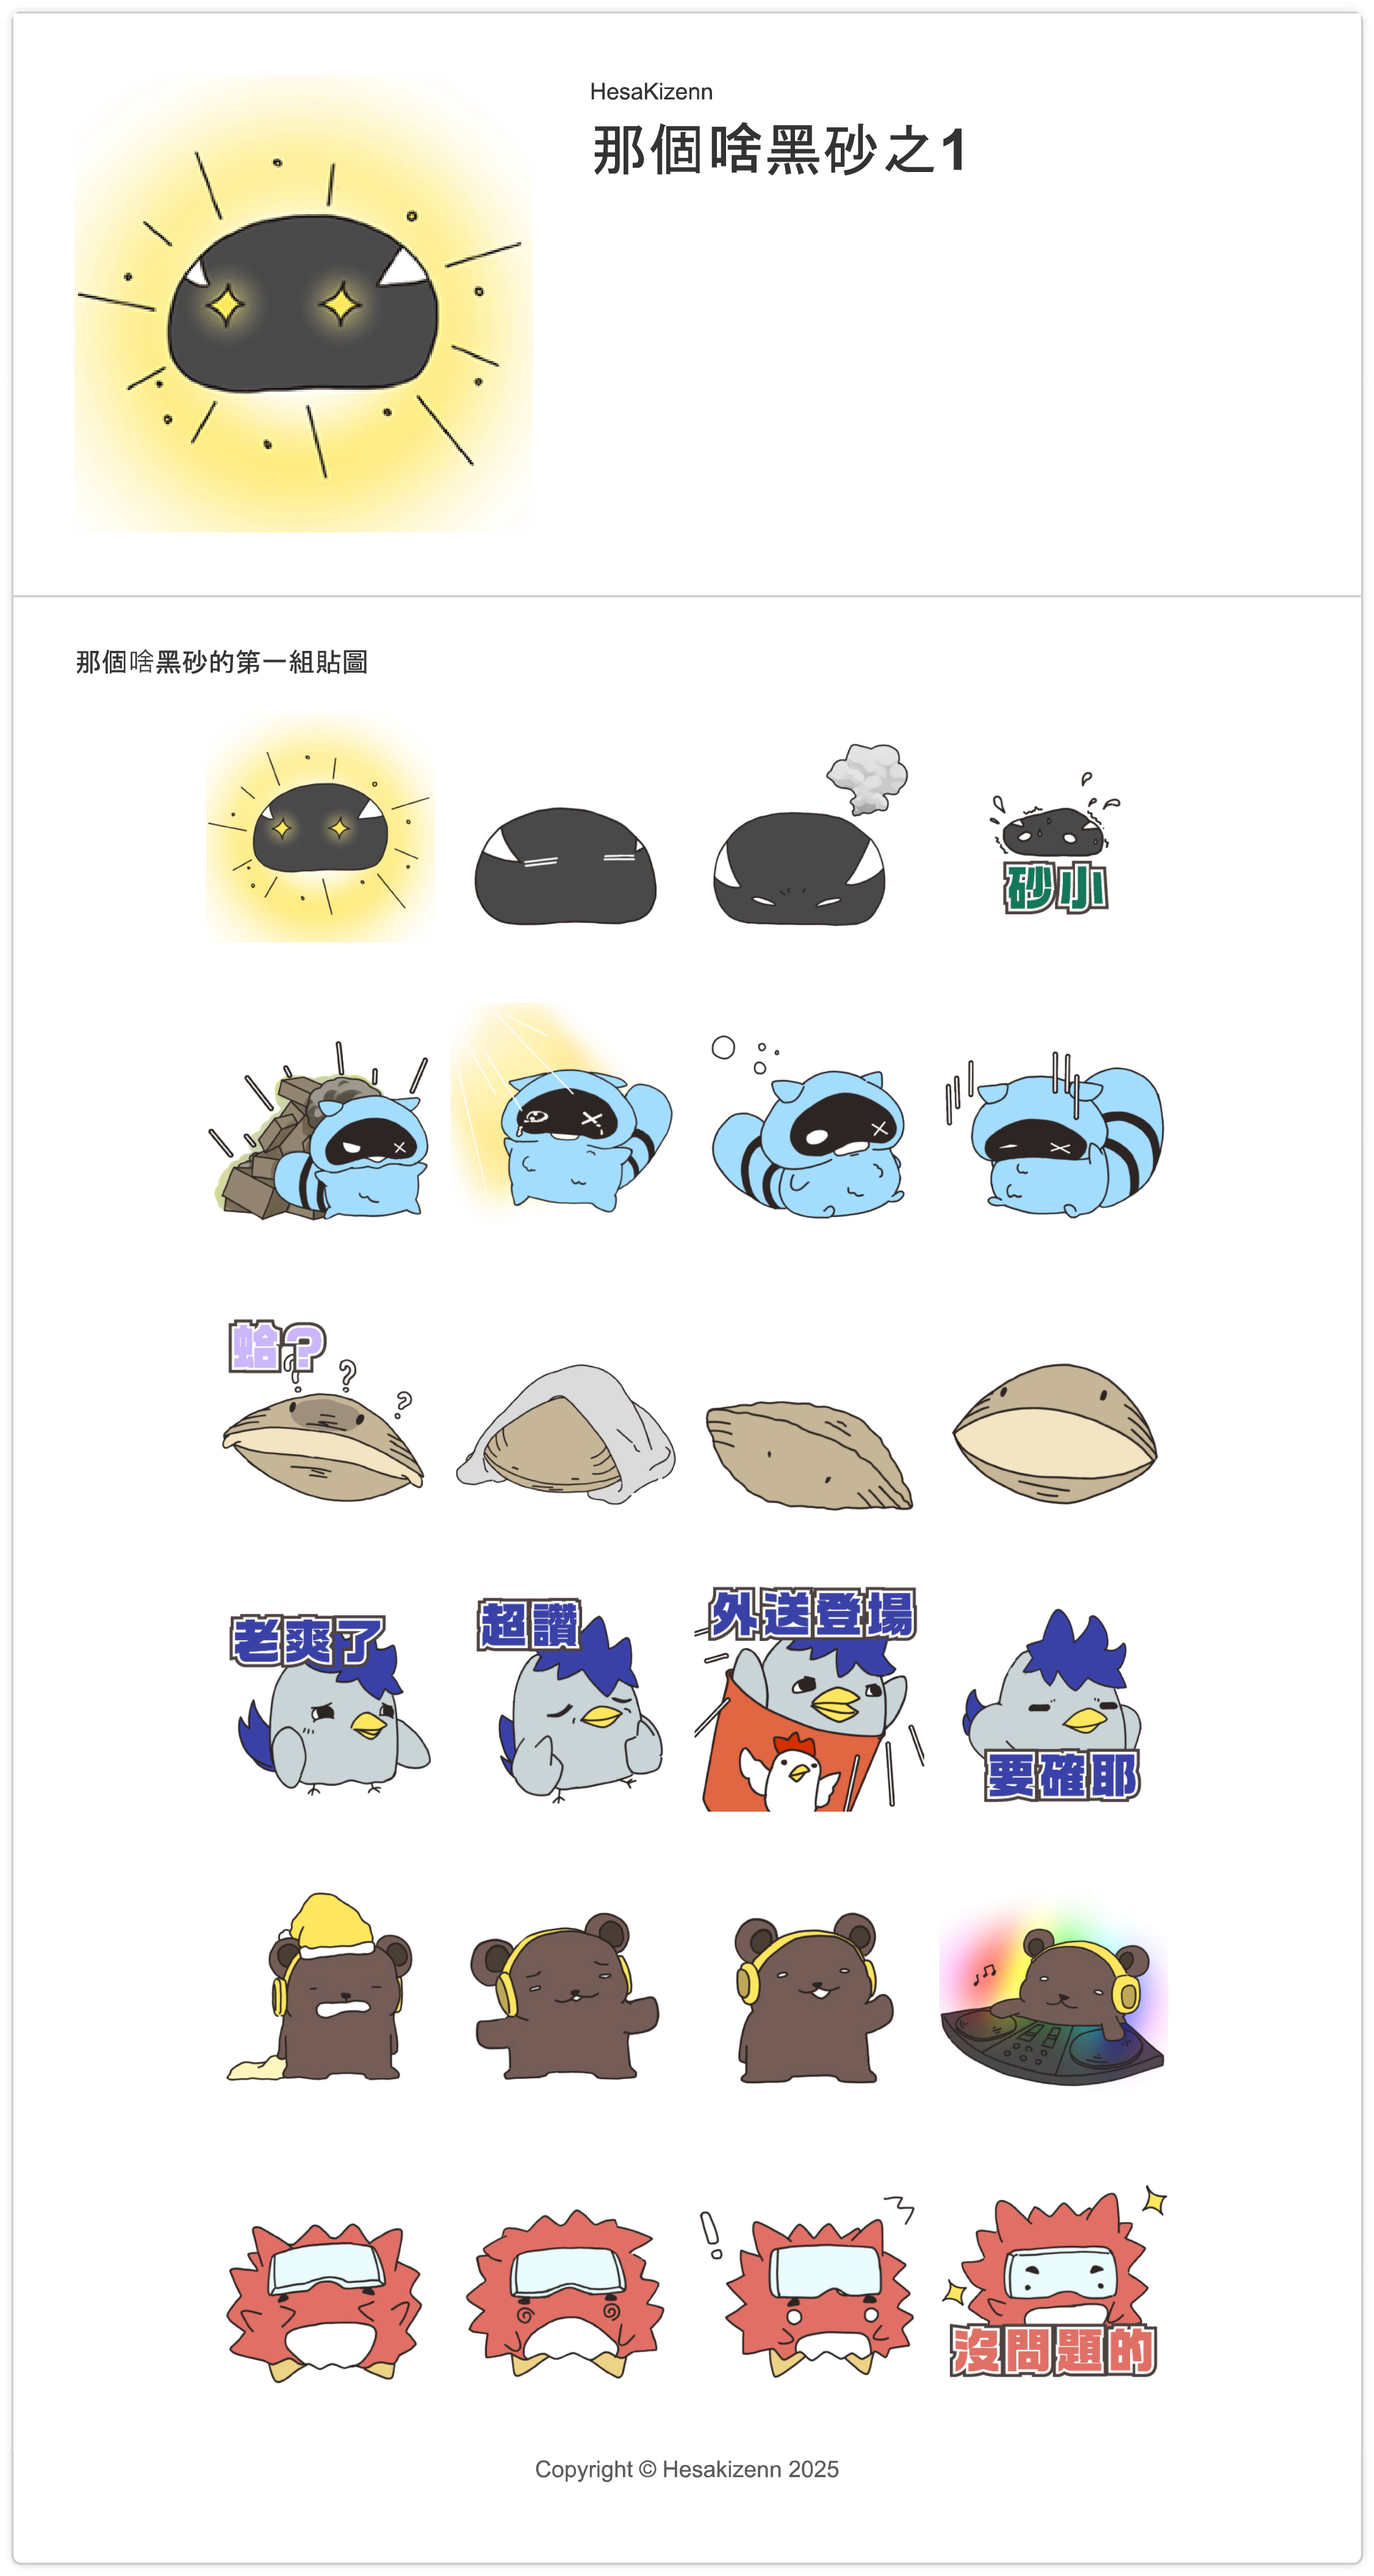 HesaKizenn
那個啥黑砂之1
那個啥黑砂的第一組貼圖
砂小
蛤?
老爽了
超讚
外送登場
要確耶
沒問題的
Copyright © Hesakizenn 2025